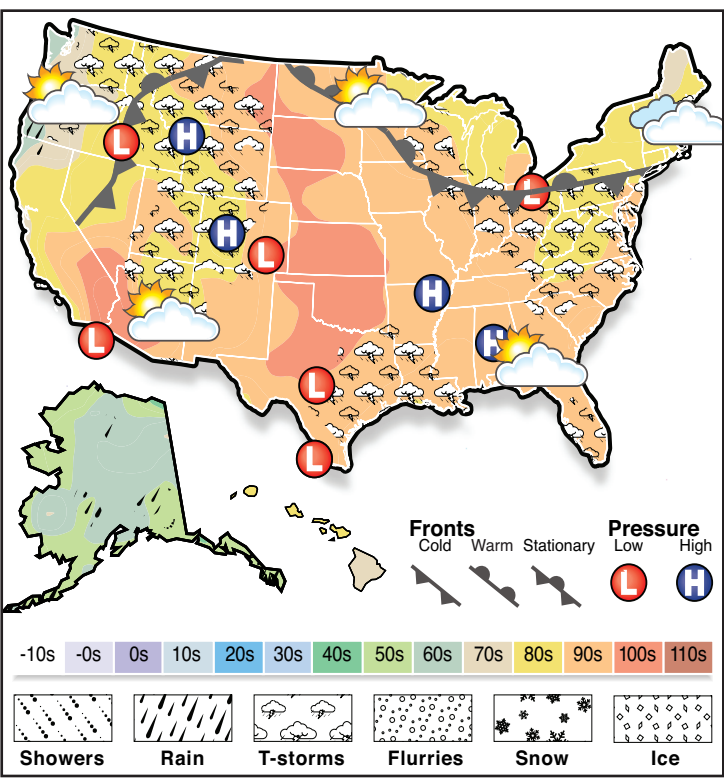 L
H
L
H
L
H
H
L
L
L
L
Fronts
Cold Warm Stationary
Pressure
Low High
L H
-10s -0s 0s 10s 20s 30s 40s 50s 60s 70s 80s 90s 100s 110s
Showers Rain T-storms Flurries Snow Ice